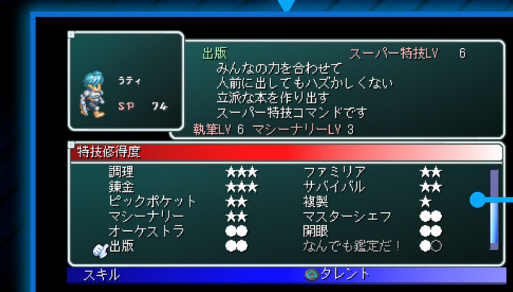 出版 スーパー特技LV 6
みんなの力を合わせて
人前に出してもハズかしくない
立派な本を作り出す
スーパー特技コマンドです
執筆LV 6 マシーナリーLV 3
ラティ
SP 74
特技修得度
調理 ★★★ ファミリア ★★
錬金 ★★★ サバイバル ★★
ピックポケット ★★ 複製 ★
マシーナリー ★★ マスターシェフ ●●
オーケストラ ●● 開眼 ●●
出版 ●● なんでも鑑定だ! ●○
スキル タレント